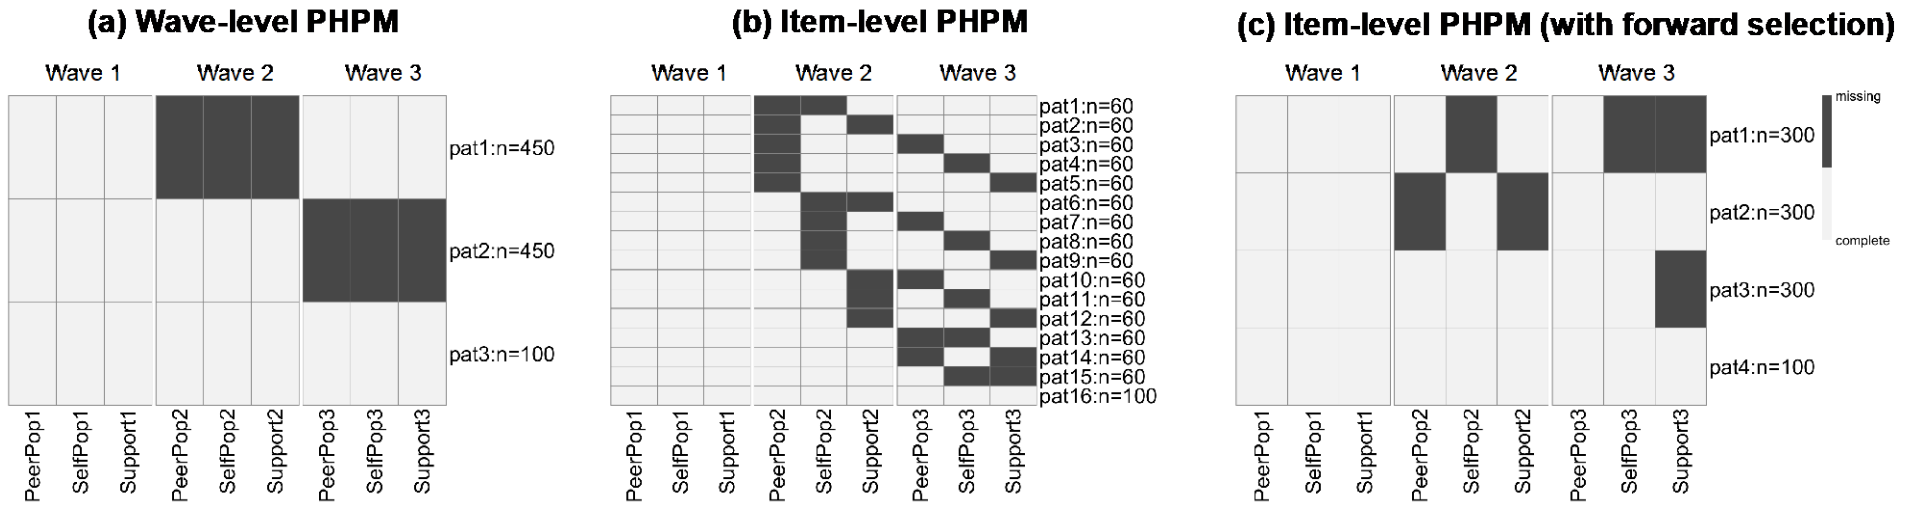 (a) Wave-level PHPM
Wave 1 Wave 2 Wave 3
pat1:n=450
pat2:n=450
pat3:n=100
PeerPop1
SelfPop1
Support1
PeerPop2
SelfPop2
Support2
PeerPop3
SelfPop3
Support3
(b) Item-level PHPM
Wave 1 Wave 2 Wave 3
pat1:n=60
pat2:n=60
pat3:n=60
pat4:n=60
pat5:n=60
pat6:n=60
pat7:n=60
pat8:n=60
pat9:n=60
pat10:n=60
pat11:n=60
pat12:n=60
pat13:n=60
pat14:n=60
pat15:n=60
pat16:n=100
PeerPop1
SelfPop1
Support1
PeerPop2
SelfPop2
Support2
PeerPop3
SelfPop3
Support3
(c) Item-level PHPM (with forward selection)
Wave 1 Wave 2 Wave 3
pat1:n=300
pat2:n=300
pat3:n=300
pat4:n=100
missing
complete
PeerPop1
SelfPop1
Support1
PeerPop2
SelfPop2
Support2
PeerPop3
SelfPop3
Support3